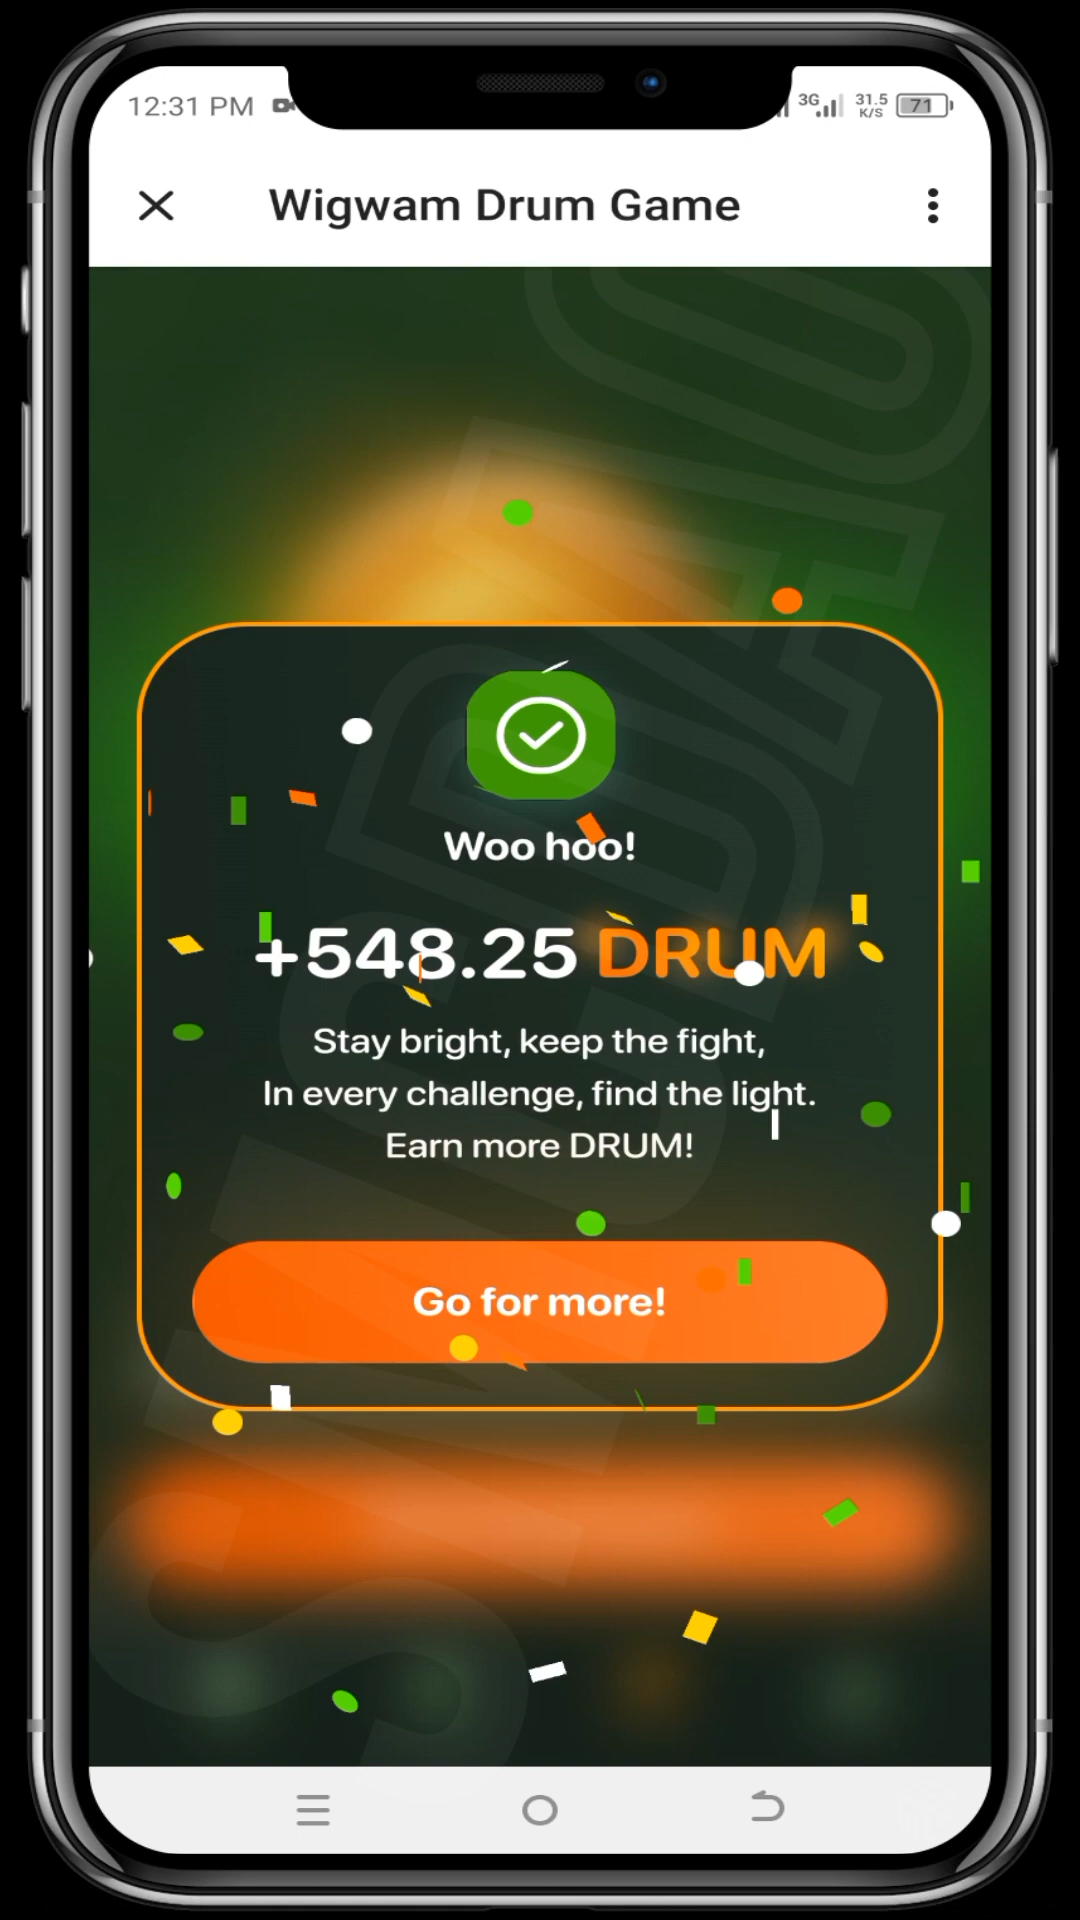 12:31 PM
3G
31.5
K/S
71
Wigwam Drum Game
Woo hoo!
+548.25 DRUM
Stay bright, keep the fight,
In every challenge, find the light.
Earn more DRUM!
Go for more!